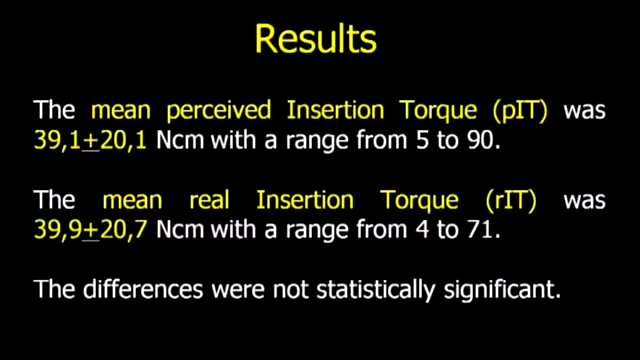 Results
The mean perceived Insertion Torque (pIT) was
39,1±20,1 Ncm with a range from 5 to 90.
The mean real Insertion Torque (rIT) was
39,9±20,7 Ncm with a range from 4 to 71.
The differences were not statistically significant.